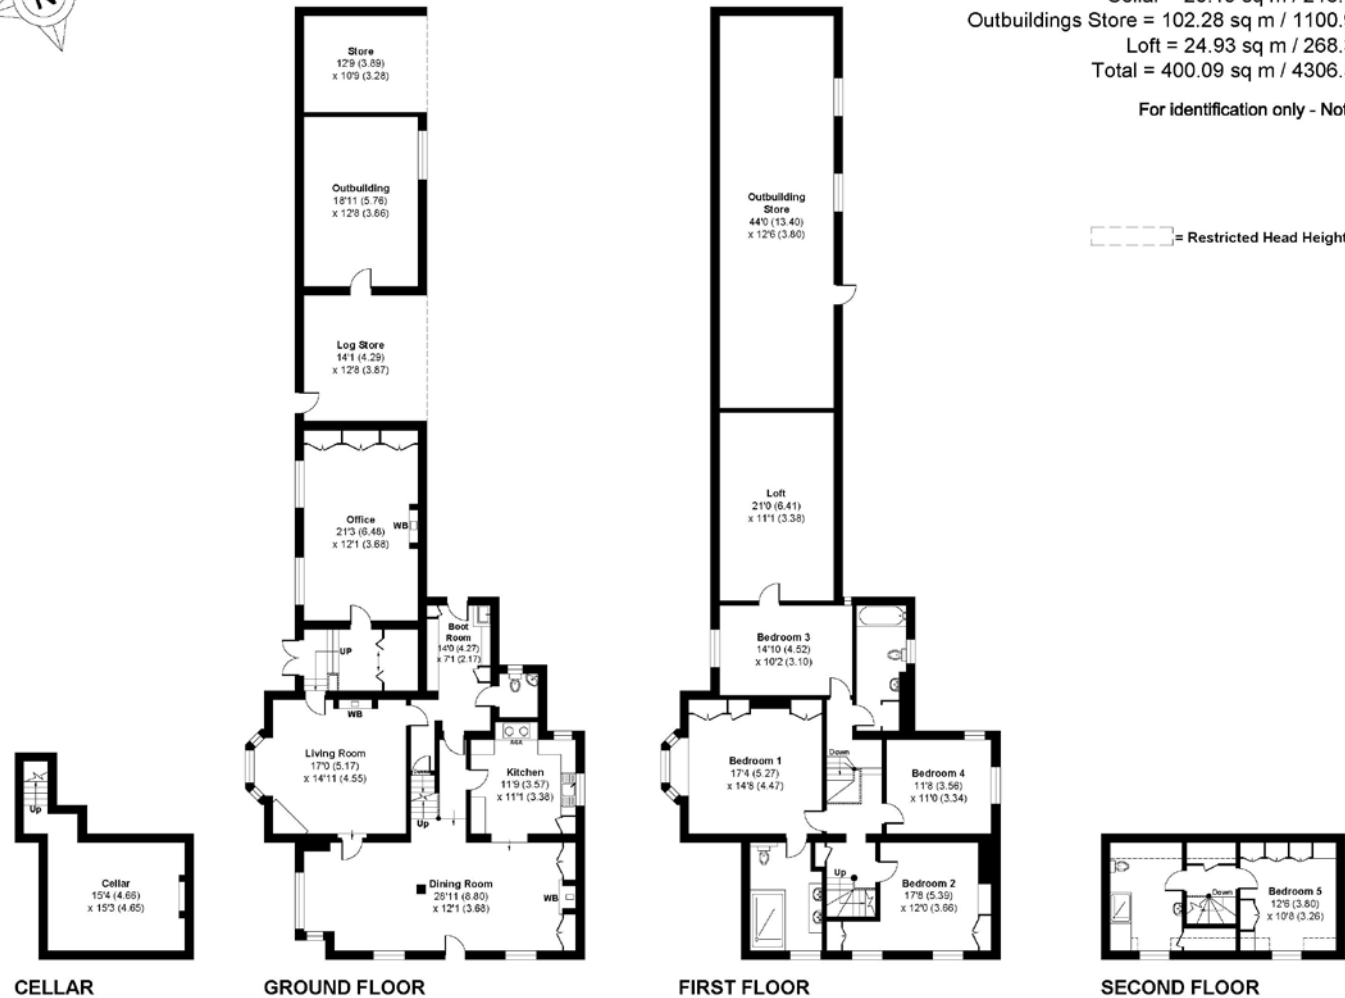 N
Outbuildings Store = 102.28 sq m / 1100.
Loft = 24.93 sq m / 268.
Total = 400.09 sq m / 4306.
For identification only - Not
= Restricted Head Height
Store
12'9 (3.89)
x 10'9 (3.28)
Outbuilding
18'11 (5.76)
x 12'8 (3.86)
Log Store
14'1 (4.29)
x 12'8 (3.87)
Office
21'3 (6.48)
x 12'1 (3.68)
WB
UP
Boot
Room
14'0 (4.27)
x 7'1 (2.17)
WB
Living Room
17'0 (5.17)
x 14'11 (4.55)
AGA
Kitchen
11'9 (3.57)
x 11'1 (3.38)
Up
Dining Room
28'11 (8.80)
x 12'1 (3.68)
WB
Outbuilding
Store
44'0 (13.40)
x 12'6 (3.80)
Loft
21'0 (6.41)
x 11'1 (3.38)
Bedroom 3
14'10 (4.52)
x 10'2 (3.10)
Bedroom 1
17'4 (5.27)
x 14'8 (4.47)
Down
Bedroom 4
11'8 (3.56)
x 11'0 (3.34)
Up
Bedroom 2
17'8 (5.39)
x 12'0 (3.66)
Up
Cellar
15'4 (4.66)
x 15'3 (4.65)
Down
Bedroom 5
12'6 (3.80)
x 10'8 (3.26)
CELLAR
GROUND FLOOR
FIRST FLOOR
SECOND FLOOR